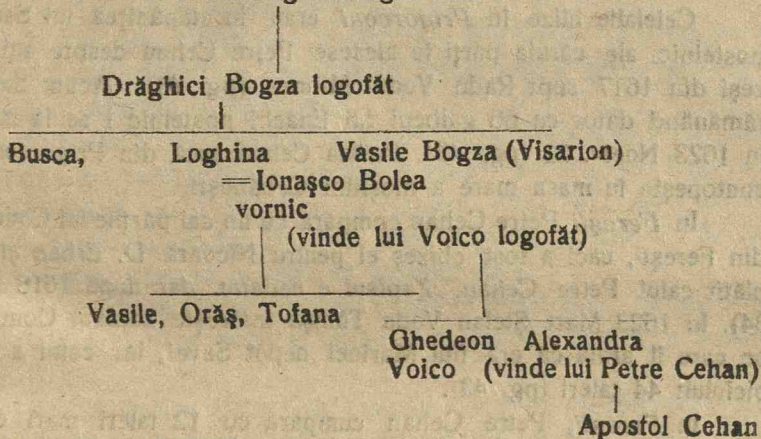 Drăghici Bogza logofăt
Busca, Loghina Vasile Bogza (Visarion)
=Ionaşco Bolea
vornic
(vinde lui Voico logofăt)
Vasile, Orăş, Tofana
Ghedeon Alexandra
Voico (vinde lui Petre Cehan)
Apostol Cehan